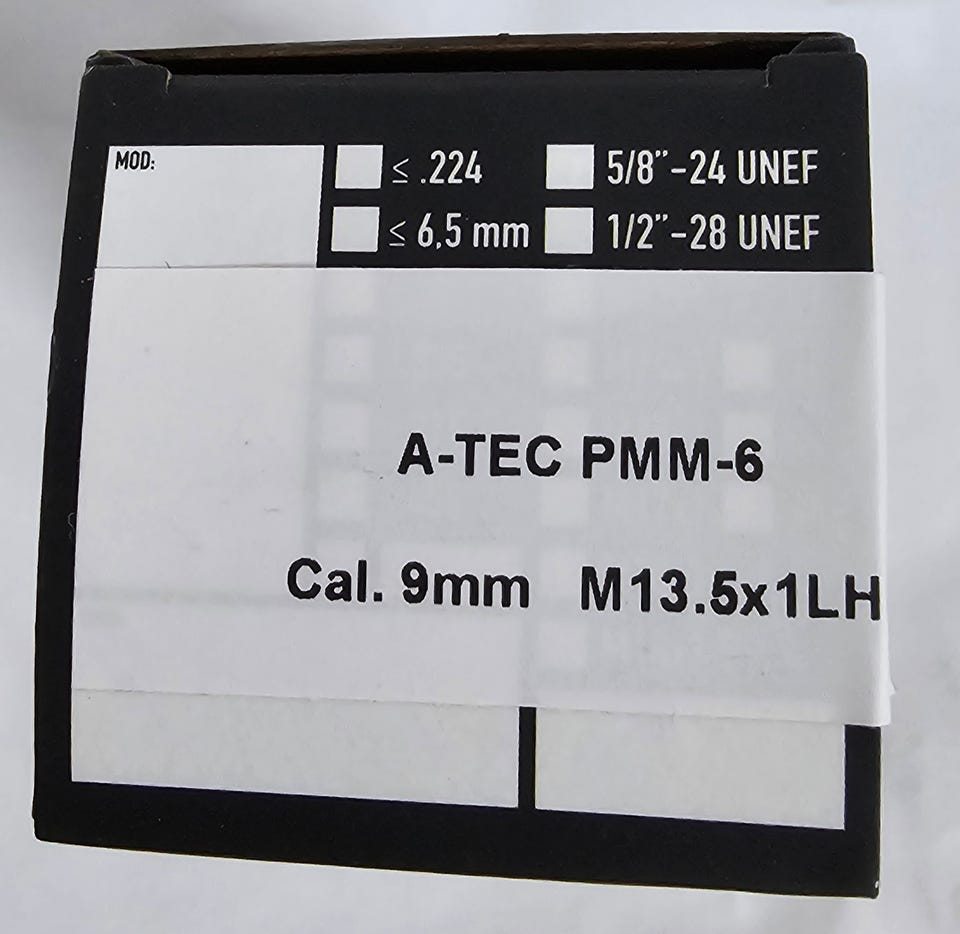 MOD:
≤ .224
5/8"-24 UNEF
≤ 6,5 mm
1/2"-28 UNEF
A-TEC PMM-6
Cal. 9mm M13.5x1LH